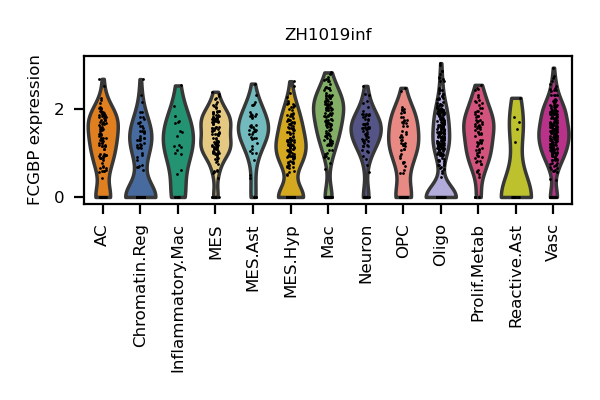 ZH1019inf
FCGBP expression
2
0
AC
Chromatin.Reg
Inflammatory.Mac
MES
MES.Ast
MES.Hyp
Mac
Neuron
OPC
Oligo
Prolif.Metab
Reactive.Ast
Vasc